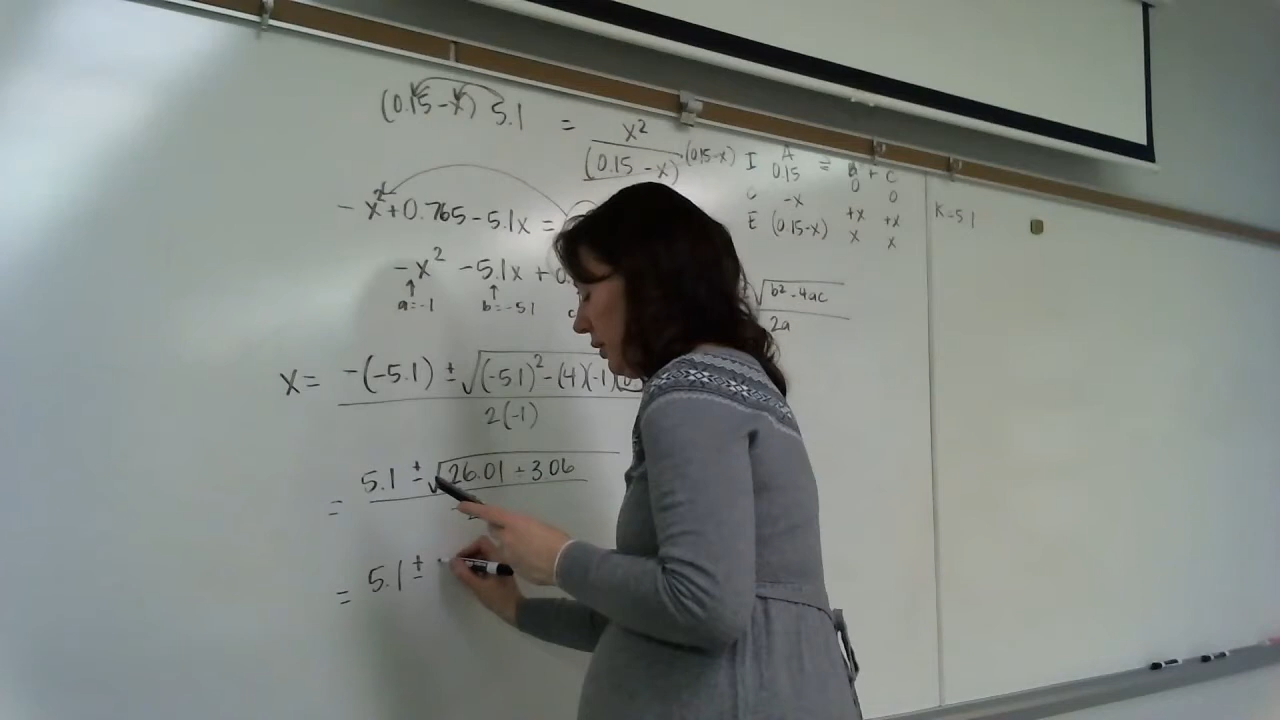 (0.15-x) 5.1 = x² / (0.15-x) ·(0.15-x)
-x²+0.765-5.1x =
-x² -5.1x + 0.
a=-1 b=-5.1 c
x= -(-5.1) ± √(-5.1)²-(4)(-1)(0 / 2(-1)
= 5.1 ± √26.01 + 3.06 / -2
= 5.1 ±
A ⇌ B + C
I 0.15 0 0
C -x +x +x
E (0.15-x) x x
√b²-4ac / 2a
K=5.1